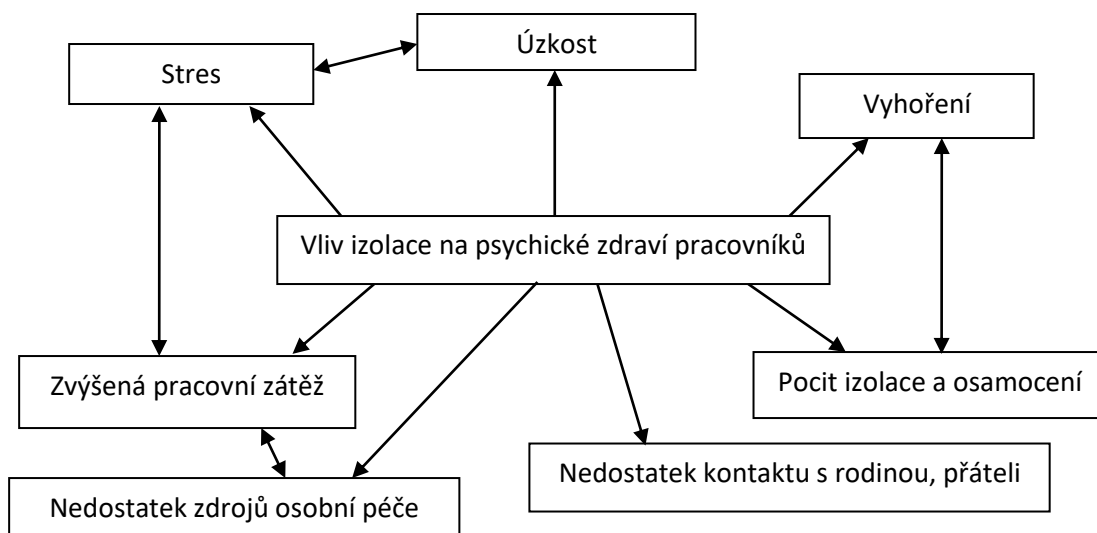 Úzkost
Stres
Vyhoření
Vliv izolace na psychické zdraví pracovníků
Zvýšená pracovní zátěž
Pocit izolace a osamocení
Nedostatek kontaktu s rodinou, přáteli
Nedostatek zdrojů osobní péče